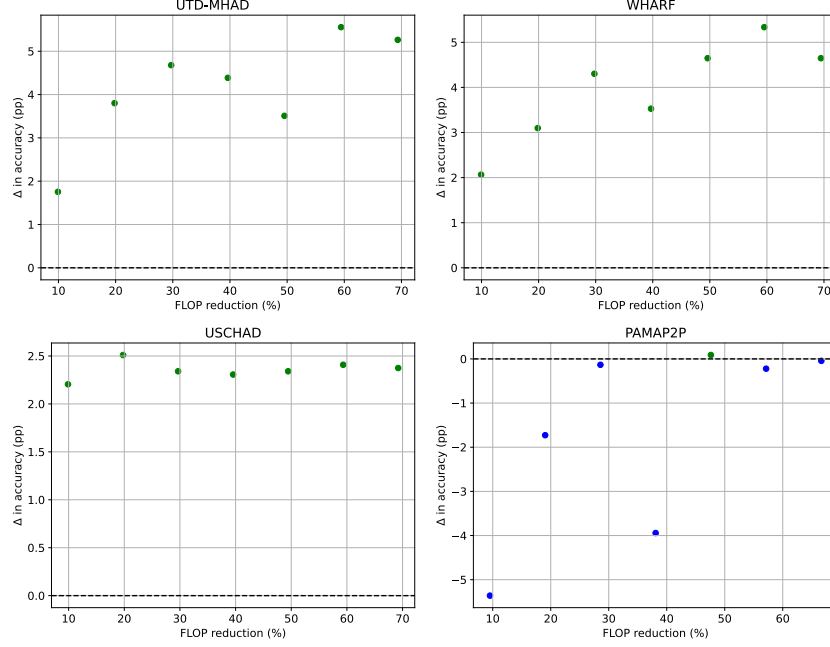 UTD-MHAD
5
4
3
2
1
0
Δ in accuracy (pp)
10 20 30 40 50 60 70
FLOP reduction (%)
WHARF
5
4
3
2
1
0
Δ in accuracy (pp)
10 20 30 40 50 60 70
FLOP reduction (%)
USCHAD
2.5
2.0
1.5
1.0
0.5
0.0
Δ in accuracy (pp)
10 20 30 40 50 60 70
FLOP reduction (%)
PAMAP2P
0
−1
−2
−3
−4
−5
Δ in accuracy (pp)
10 20 30 40 50 60
FLOP reduction (%)